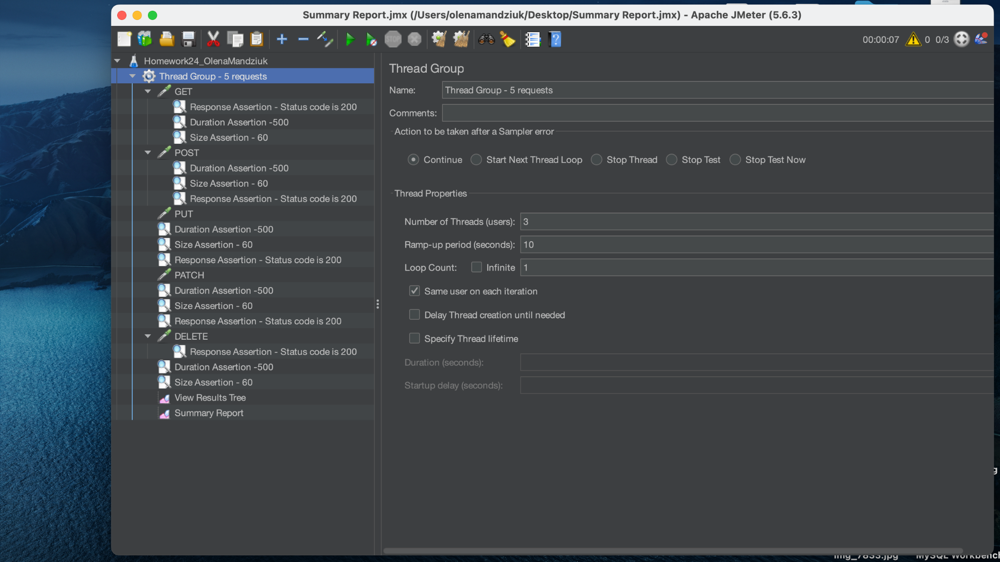 Summary Report.jmx (/Users/olenamandziuk/Desktop/Summary Report.jmx) - Apache JMeter (5.6.3)
STOP
00:00:07 0 0/3
Homework24_OlenaMandziuk
Thread Group - 5 requests
GET
Response Assertion - Status code is 200
Duration Assertion -500
Size Assertion - 60
POST
Duration Assertion -500
Size Assertion - 60
Response Assertion - Status code is 200
PUT
Duration Assertion -500
Size Assertion - 60
Response Assertion - Status code is 200
PATCH
Duration Assertion -500
Size Assertion - 60
Response Assertion - Status code is 200
DELETE
Response Assertion - Status code is 200
Duration Assertion -500
Size Assertion - 60
View Results Tree
Summary Report
Thread Group
Name: Thread Group - 5 requests
Comments:
Action to be taken after a Sampler error
Continue Start Next Thread Loop Stop Thread Stop Test Stop Test Now
Thread Properties
Number of Threads (users): 3
Ramp-up period (seconds): 10
Loop Count: Infinite 1
Same user on each iteration
Delay Thread creation until needed
Specify Thread lifetime
Duration (seconds):
Startup delay (seconds):
g
img_7833.jpg MySQL Workbench